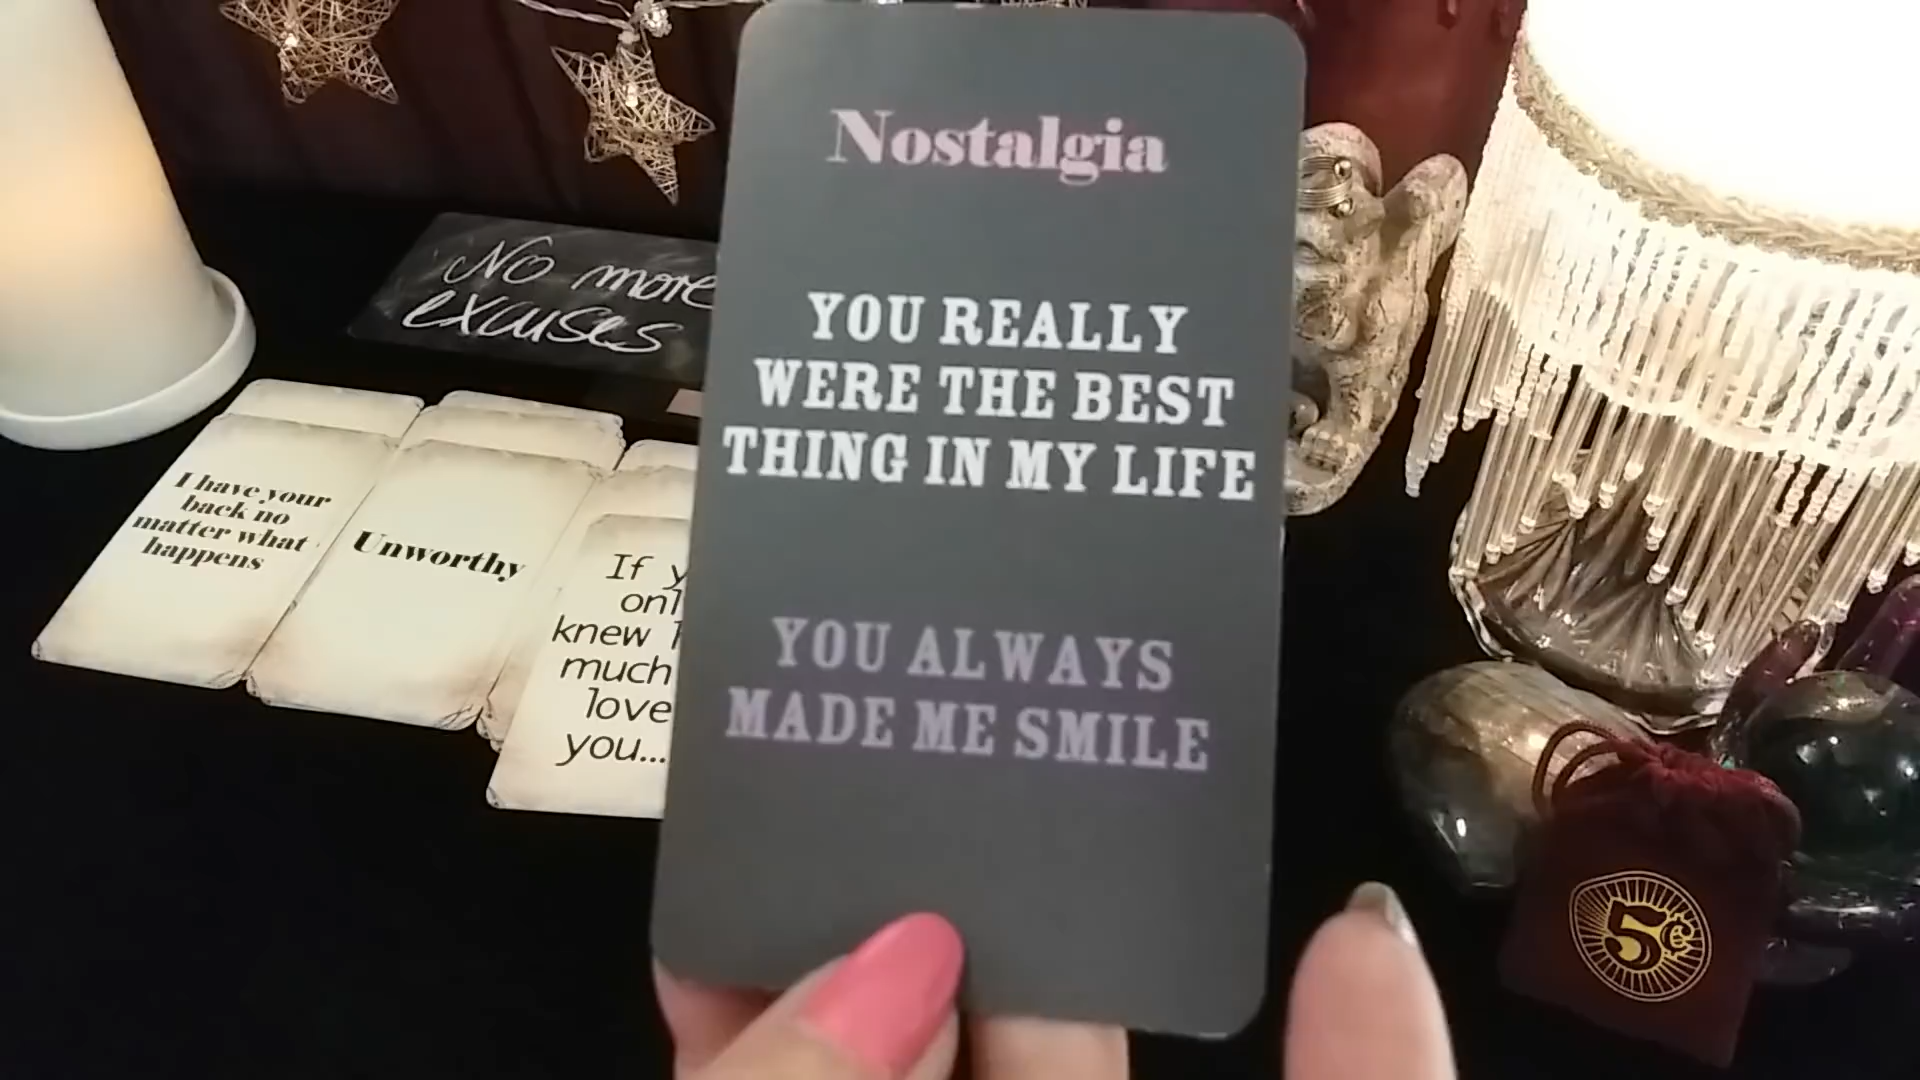 Nostalgia
YOU REALLY
WERE THE BEST
THING IN MY LIFE
YOU ALWAYS
MADE ME SMILE
No more
excuses
I have your
back no
matter what
happens
Unworthy
If
knew
much
love
you...
5¢